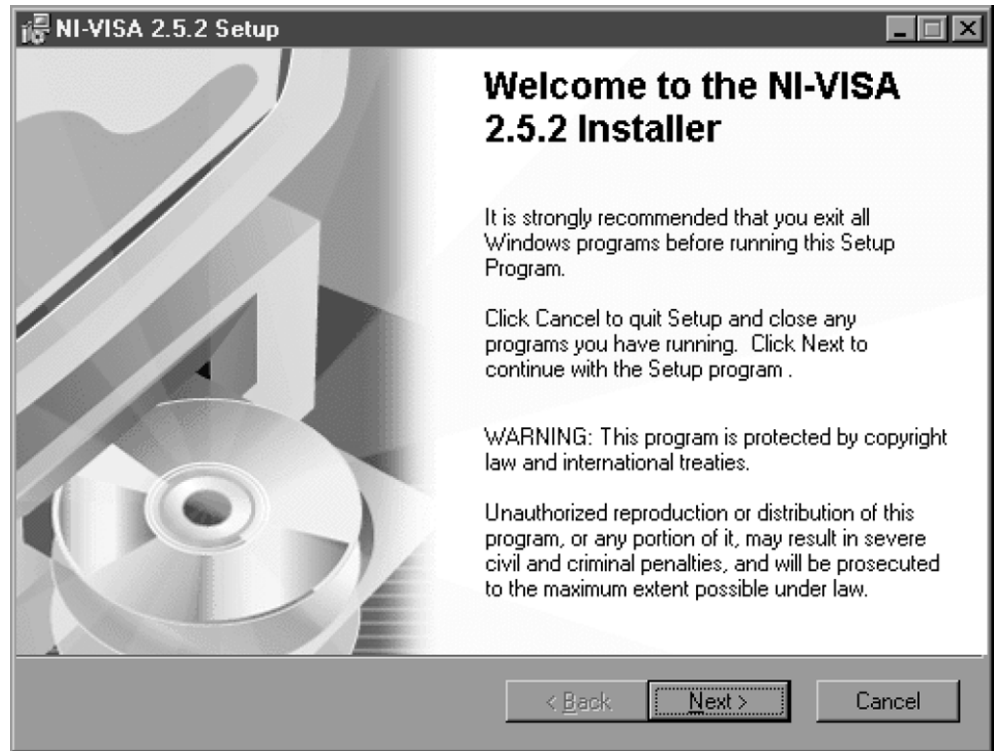 NI-VISA 2.5.2 Setup
Welcome to the NI-VISA
2.5.2 Installer
It is strongly recommended that you exit all
Windows programs before running this Setup
Program.
Click Cancel to quit Setup and close any
programs you have running.  Click Next to
continue with the Setup program .
WARNING: This program is protected by copyright
law and international treaties.
Unauthorized reproduction or distribution of this
program, or any portion of it, may result in severe
civil and criminal penalties, and will be prosecuted
to the maximum extent possible under law.
< Back Next > Cancel